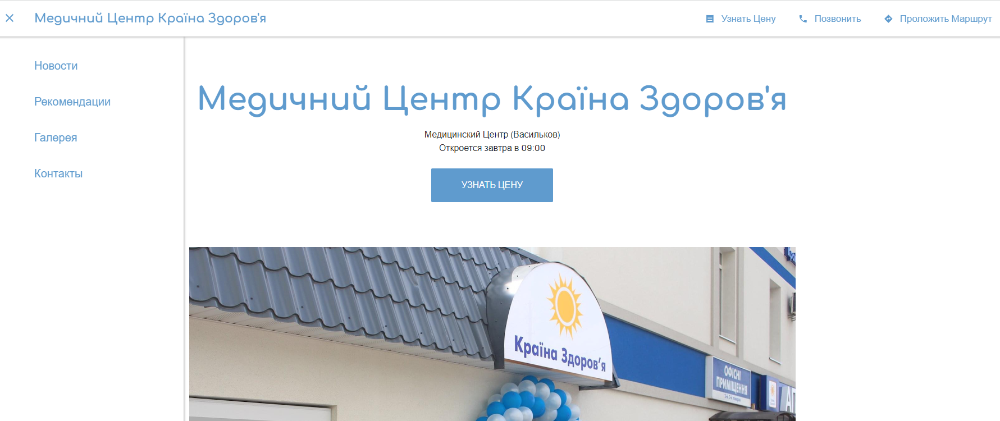 Медичний Центр Країна Здоров'я
Узнать Цену
Позвонить
Проложить Маршрут
Новости
Рекомендации
Галерея
Контакты
Медичний Центр Країна Здоров'я
Медицинский Центр (Васильков)
Откроется завтра в 09:00
УЗНАТЬ ЦЕНУ
Країна Здоров'я
ОФІСНІ
ПРИМІЩЕННЯ